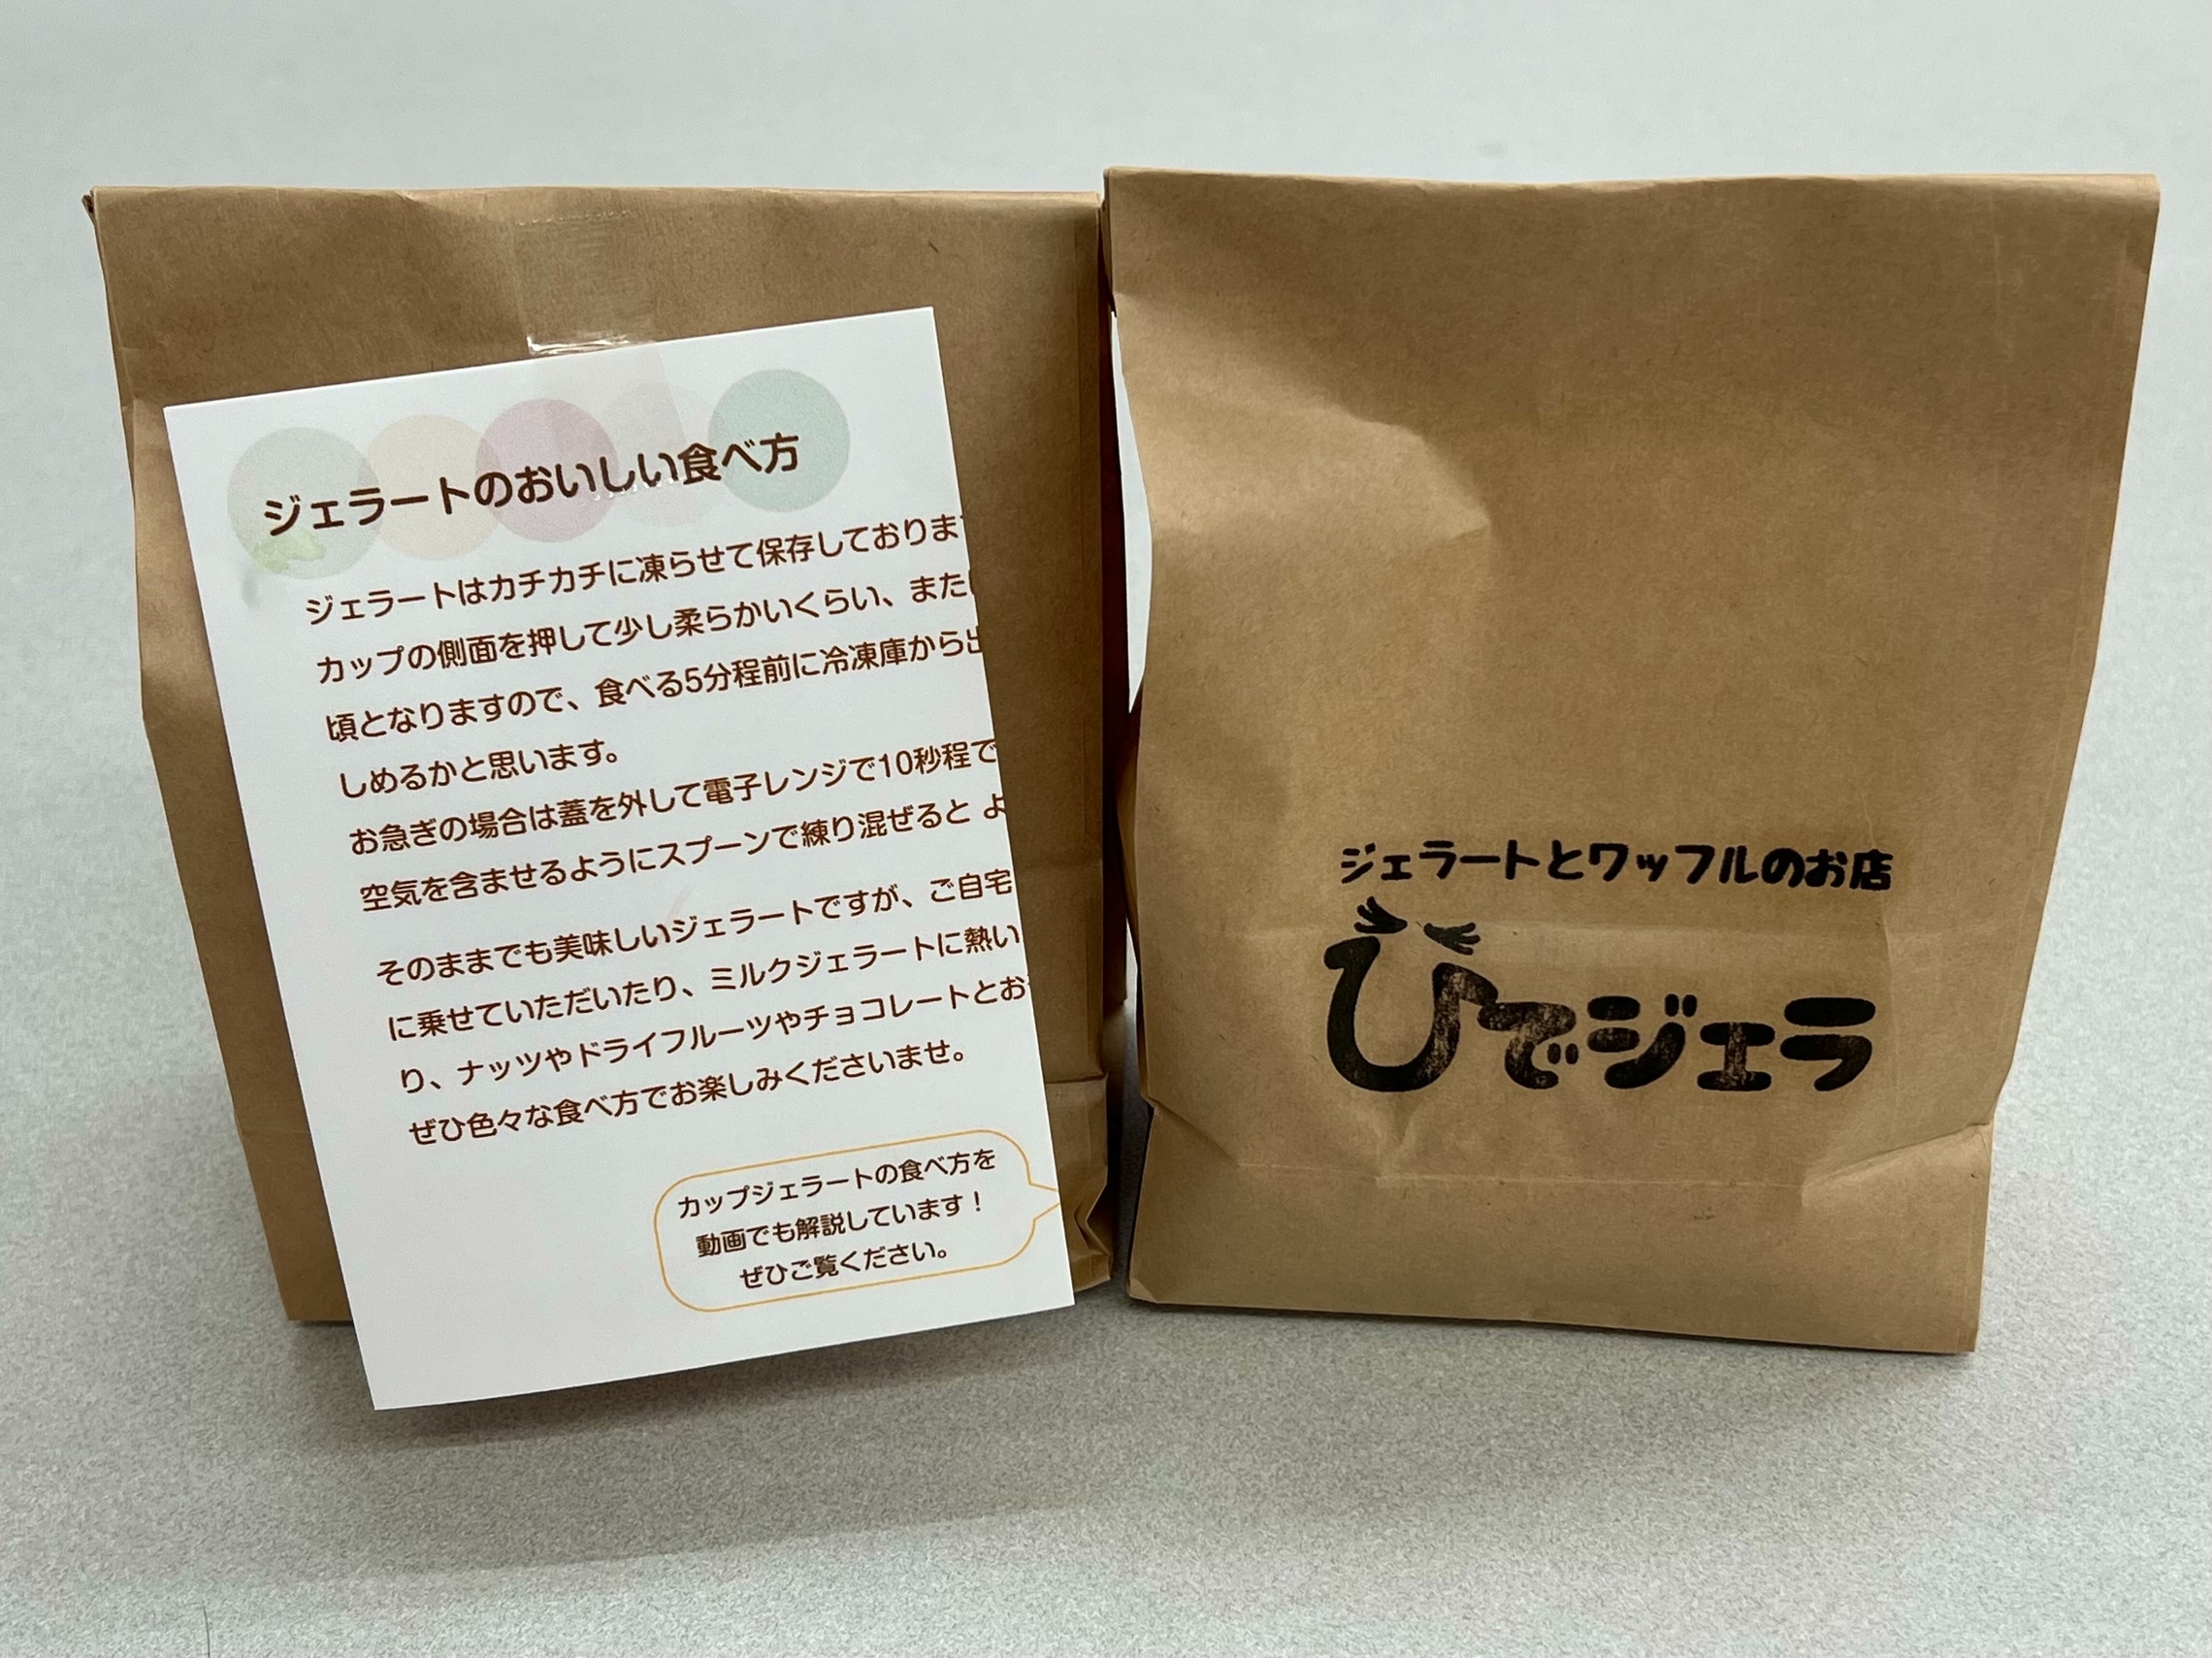 ジェラートのおいしい食べ方
ジェラートはカチカチに凍らせて保存しておりま
カップの側面を押して少し柔らかいくらい、また
頃となりますので、食べる5分程前に冷凍庫から
しめるかと思います。
お急ぎの場合は蓋を外して電子レンジで10秒程で
空気を含ませるようにスプーンで練り混ぜると よ
そのままでも美味しいジェラートですが、ご自宅
に乗せていただいたり、ミルクジェラートに熱い
り、ナッツやドライフルーツやチョコレートとお
ぜひ色々な食べ方でお楽しみくださいませ。
カップジェラートの食べ方を
動画でも解説しています！
ぜひご覧ください。
ジェラートとワッフルのお店
ひでジェラ